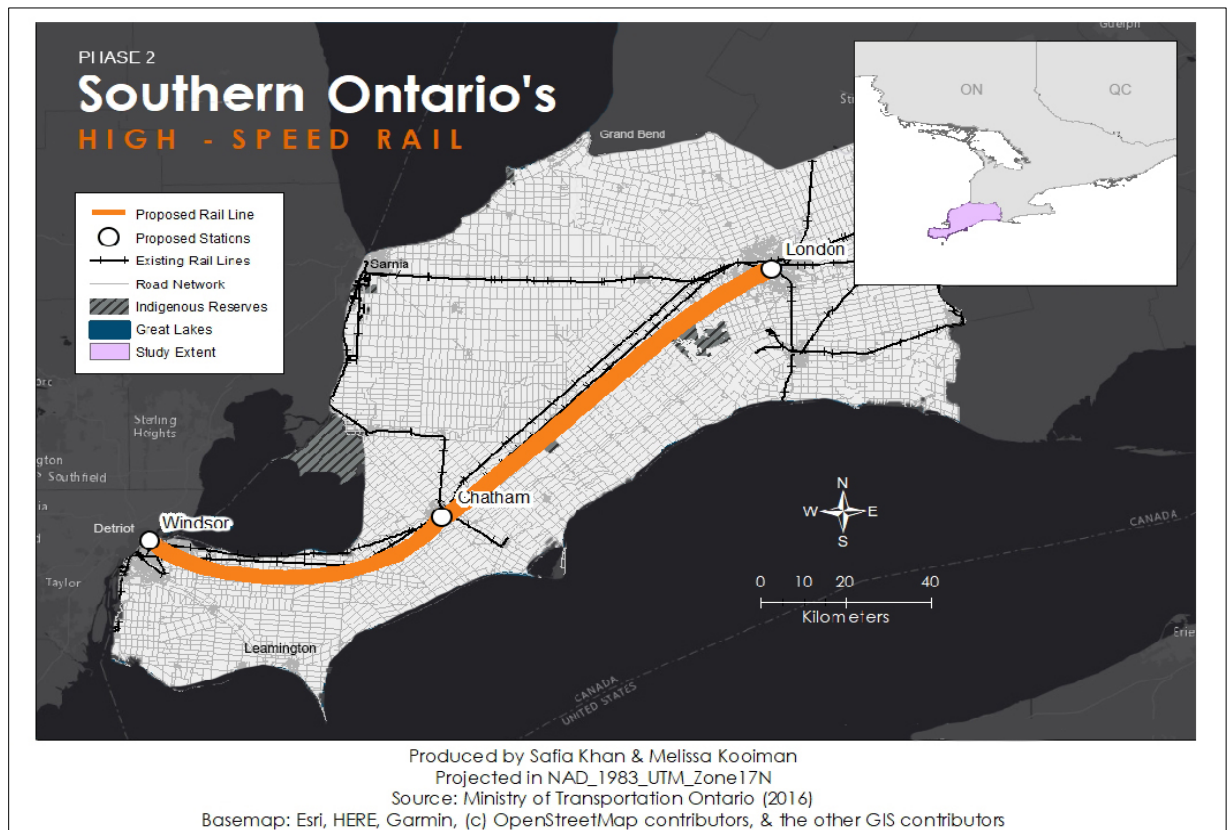 PHASE 2
Southern Ontario's
HIGH - SPEED RAIL
Proposed Rail Line
Proposed Stations
Existing Rail Lines
Road Network
Indigenous Reserves
Great Lakes
Study Extent
Guelph
ON
QC
Grand Bend
London
Sarnia
Sterling
Heights
Southfield
Chatham
Windsor
Detriot
Taylor
Leamington
N
W
E
S
0 10 20 40
Kilometers
CANADA
CANADA
UNITED STATES
Erie
Produced by Safia Khan & Melissa Kooiman
Projected in NAD_1983_UTM_Zone17N
Source: Ministry of Transportation Ontario (2016)
Basemap: Esri, HERE, Garmin, (c) OpenStreetMap contributors, & the other GIS contributors